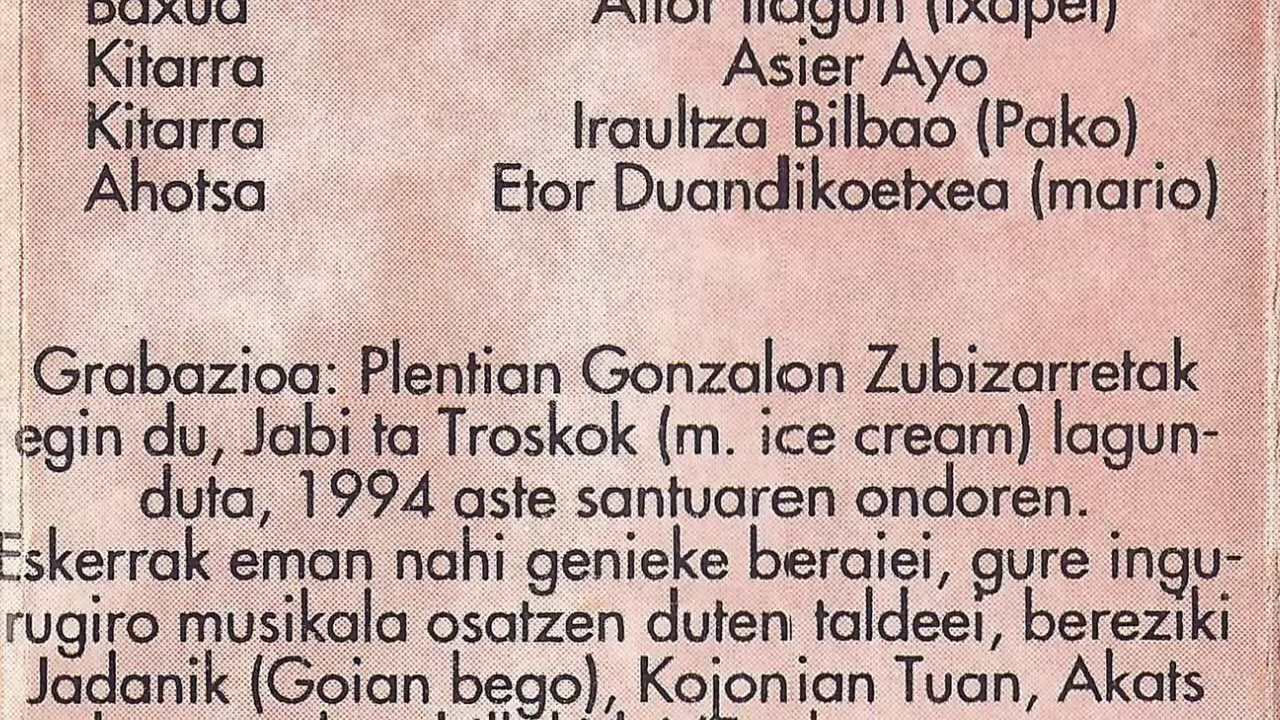 Baxua (Txapel)
Kitarra Asier Ayo
Kitarra Iraultza Bilbao (Pako)
Ahotsa Etor Duandikoetxea (mario)
Grabazioa: Plentian Gonzalon Zubizarretak
egin du, Jabi ta Troskok (m. ice cream) lagun-
duta, 1994 aste santuaren ondoren.
Eskerrak eman nahi genieke beraiei, gure ingu-
rugiro musikala osatzen duten taldeei, bereziki
Jadanik (Goian bego), Kojonian Tuan, Akats